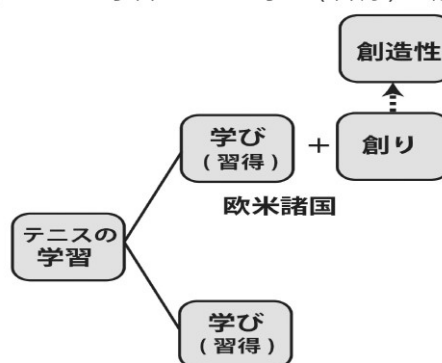 創造性
学び
(習得)
+
創り
欧米諸国
テニスの
学習
学び
(習得)